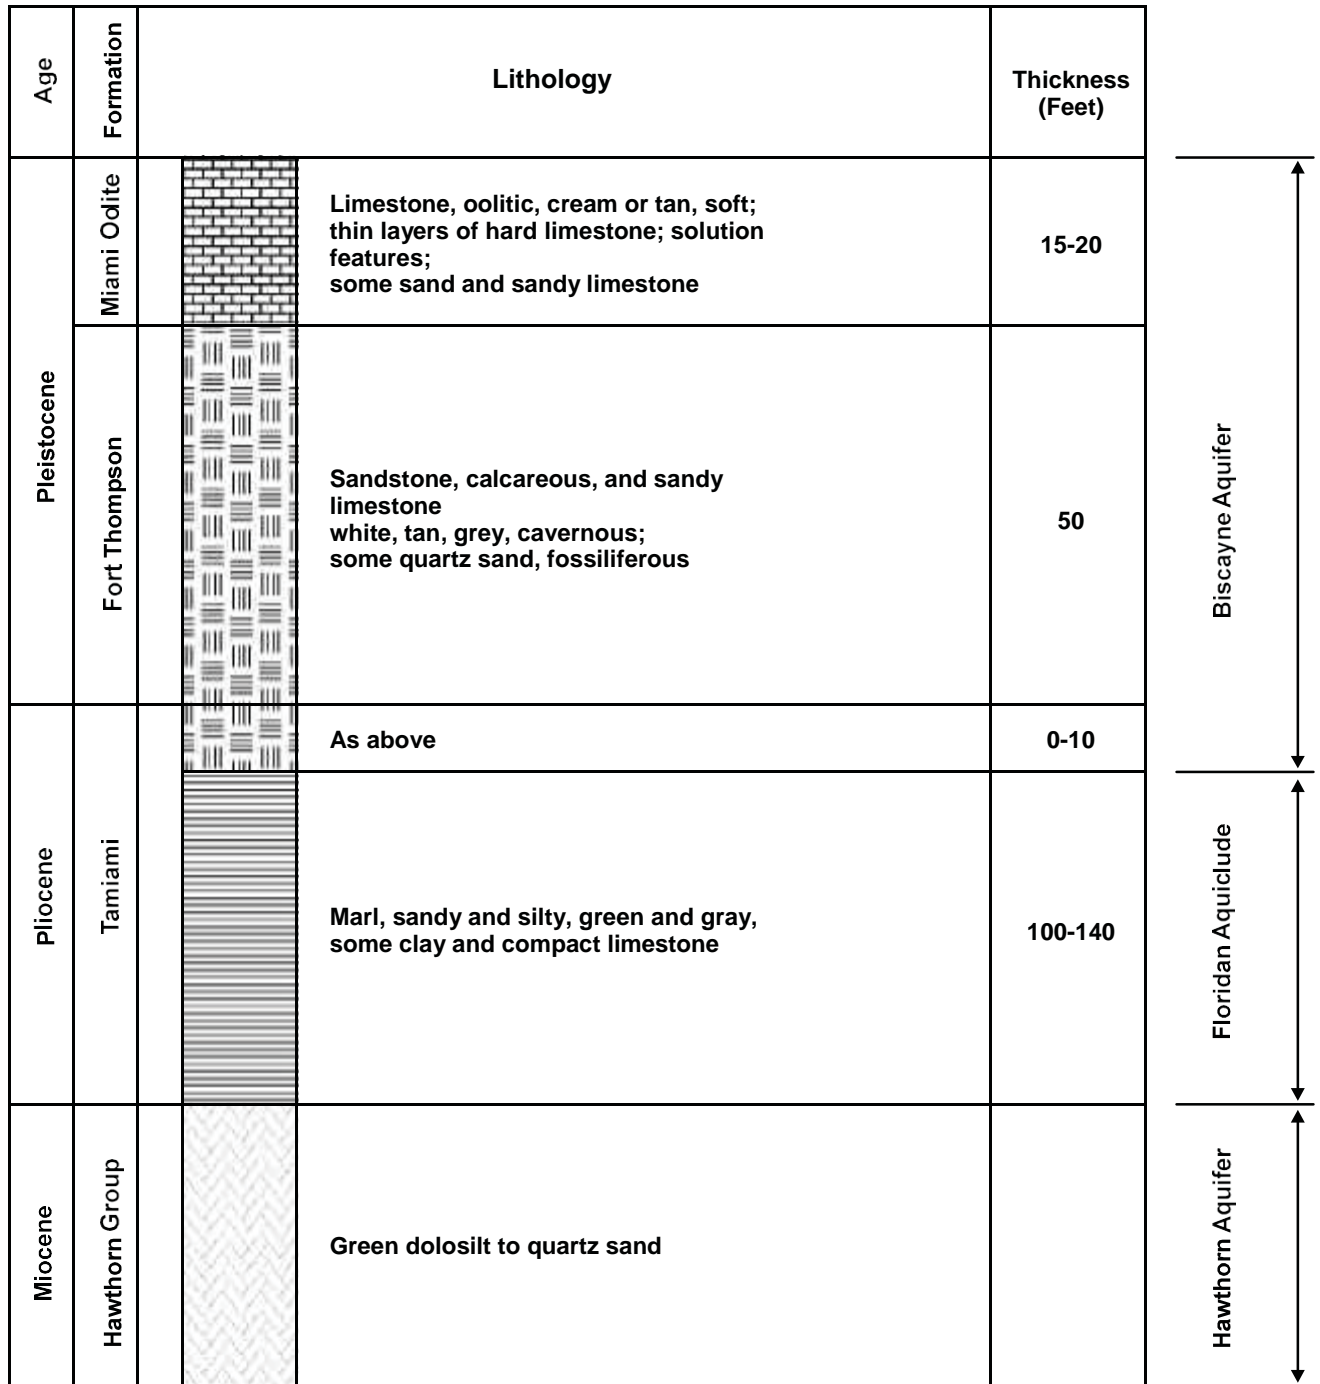 Age
Formation
Lithology
Thickness
(Feet)
Pleistocene
Miami Oolite
Limestone, oolitic, cream or tan, soft;
thin layers of hard limestone; solution
features;
some sand and sandy limestone
15-20
Biscayne Aquifer
Fort Thompson
Sandstone, calcareous, and sandy
limestone
white, tan, grey, cavernous;
some quartz sand, fossiliferous
50
Pliocene
Tamiami
As above
0-10
Marl, sandy and silty, green and gray,
some clay and compact limestone
100-140
Floridan Aquiclude
Miocene
Hawthorn Group
Green dolosilt to quartz sand
Hawthorn Aquifer